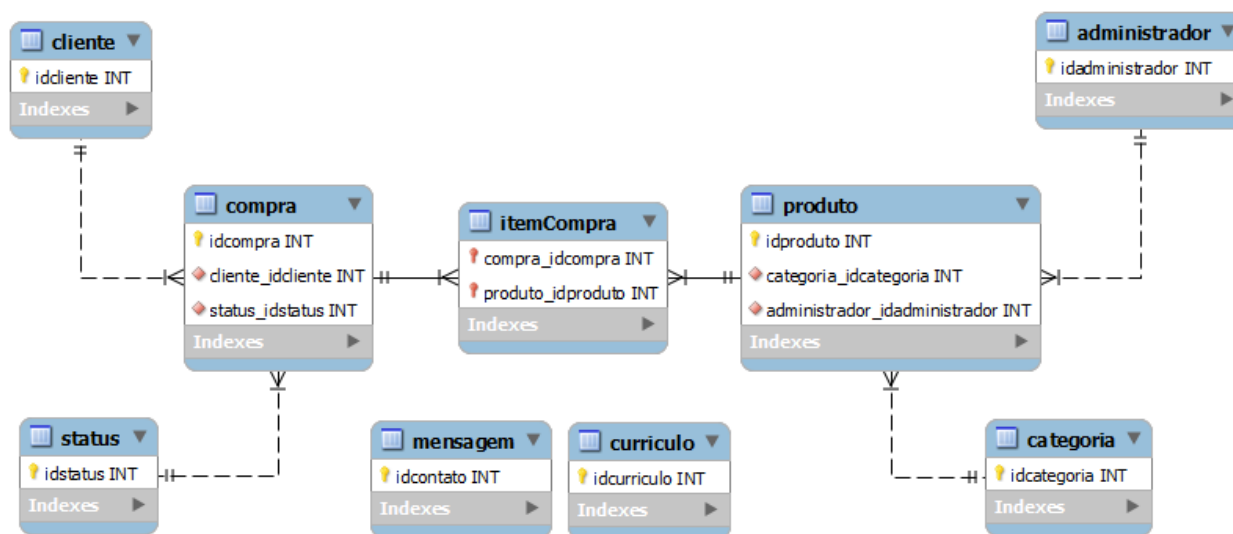 cliente
idcliente INT
Indexes
administrador
idadministrador INT
Indexes
compra
idcompra INT
cliente_idcliente INT
status_idstatus INT
Indexes
itemCompra
compra_idcompra INT
produto_idproduto INT
Indexes
produto
idproduto INT
categoria_idcategoria INT
administrador_idadministrador INT
Indexes
status
idstatus INT
Indexes
mensagem
idcontato INT
Indexes
curriculo
idcurriculo INT
Indexes
categoria
idcategoria INT
Indexes